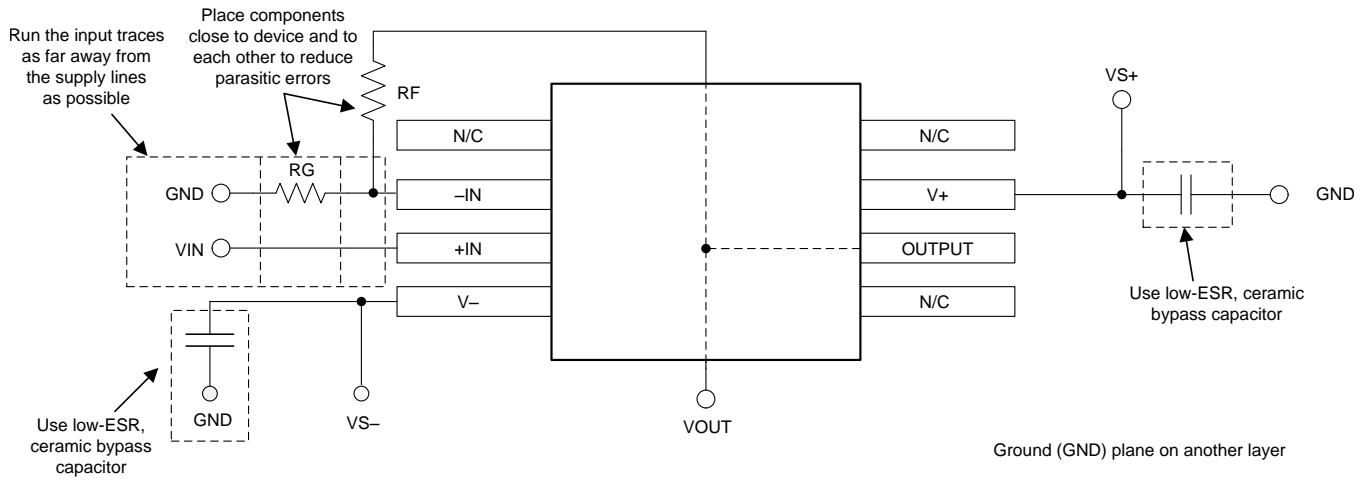 Run the input traces
as far away from
the supply lines
as possible
Place components
close to device and to
each other to reduce
parasitic errors
RF
VS+
N/C
N/C
RG
GND
–IN
V+
GND
VIN
+IN
OUTPUT
V–
N/C
Use low-ESR, ceramic
bypass capacitor
GND
VS–
VOUT
Use low-ESR,
ceramic bypass
capacitor
Ground (GND) plane on another layer